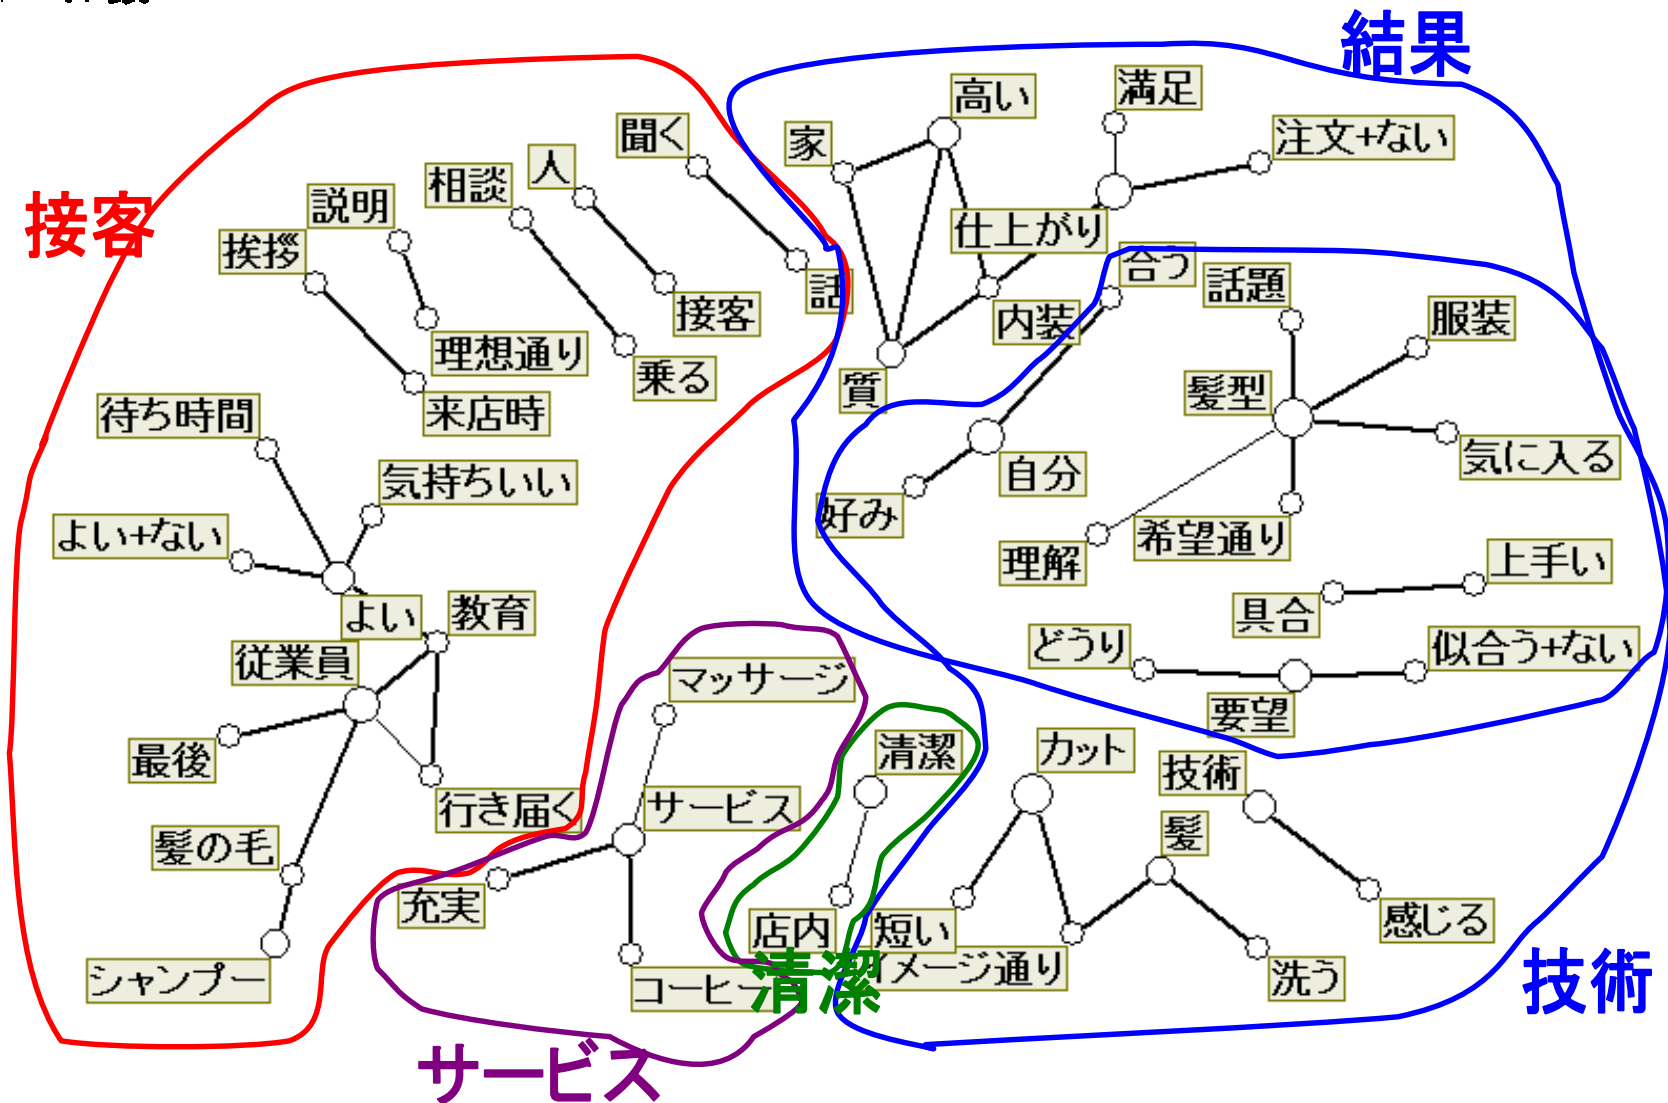 結果
接客
高い
満足
家
注文+ない
聞く
人
相談
説明
挨拶
仕上がり
合う
話題
話
接客
内装
服装
理想通り
乗る
質
髪型
来店時
待ち時間
気持ちいい
自分
気に入る
好み
よい+ない
理解
希望通り
上手い
よい
教育
具合
従業員
どうり
似合う+ない
マッサージ
要望
最後
清潔
カット
技術
行き届く
サービス
髪の毛
髪
充実
店内
短い
感じる
シャンプー
コーヒー
清潔
イメージ通り
洗う
技術
サービス